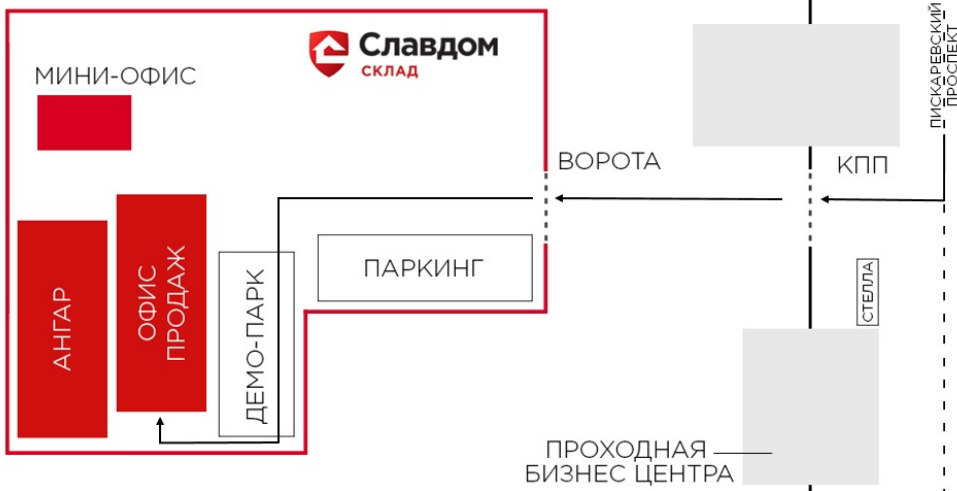 Славдом
СКЛАД
МИНИ-ОФИС
ПИСКАРЕВСКИЙ
ПРОСПЕКТ
ВОРОТА
КПП
ПАРКИНГ
СТЕЛЛА
АНГАР
ОФИС
ПРОДАЖ
ДЕМО-ПАРК
ПРОХОДНАЯ
БИЗНЕС ЦЕНТРА